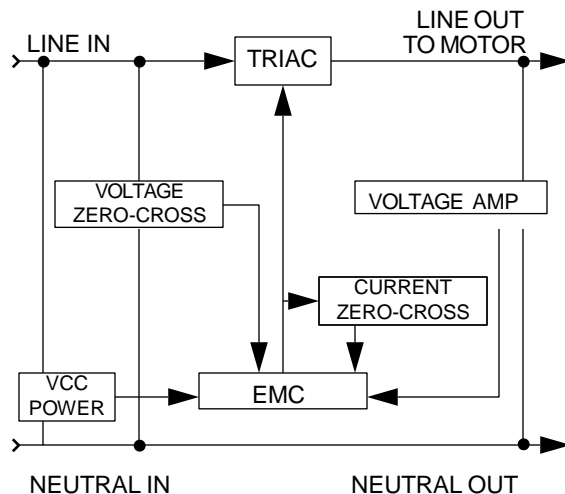 LINE IN
LINE OUT
TO MOTOR
TRIAC
VOLTAGE
ZERO-CROSS
VOLTAGE AMP
CURRENT
ZERO-CROSS
VCC
POWER
EMC
NEUTRAL IN
NEUTRAL OUT